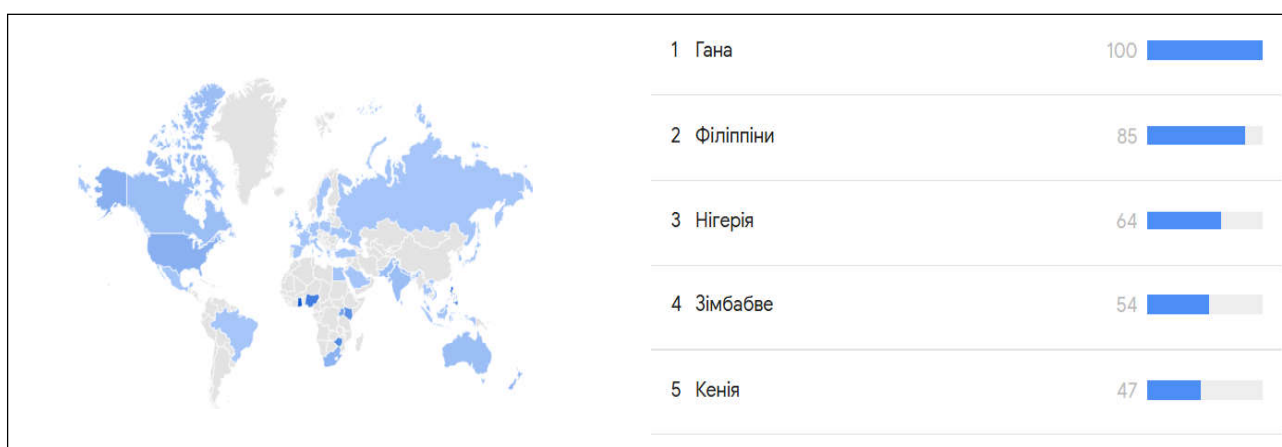 1 Гана 100
2 Філіппіни 85
3 Нігерія 64
4 Зімбабве 54
5 Кенія 47